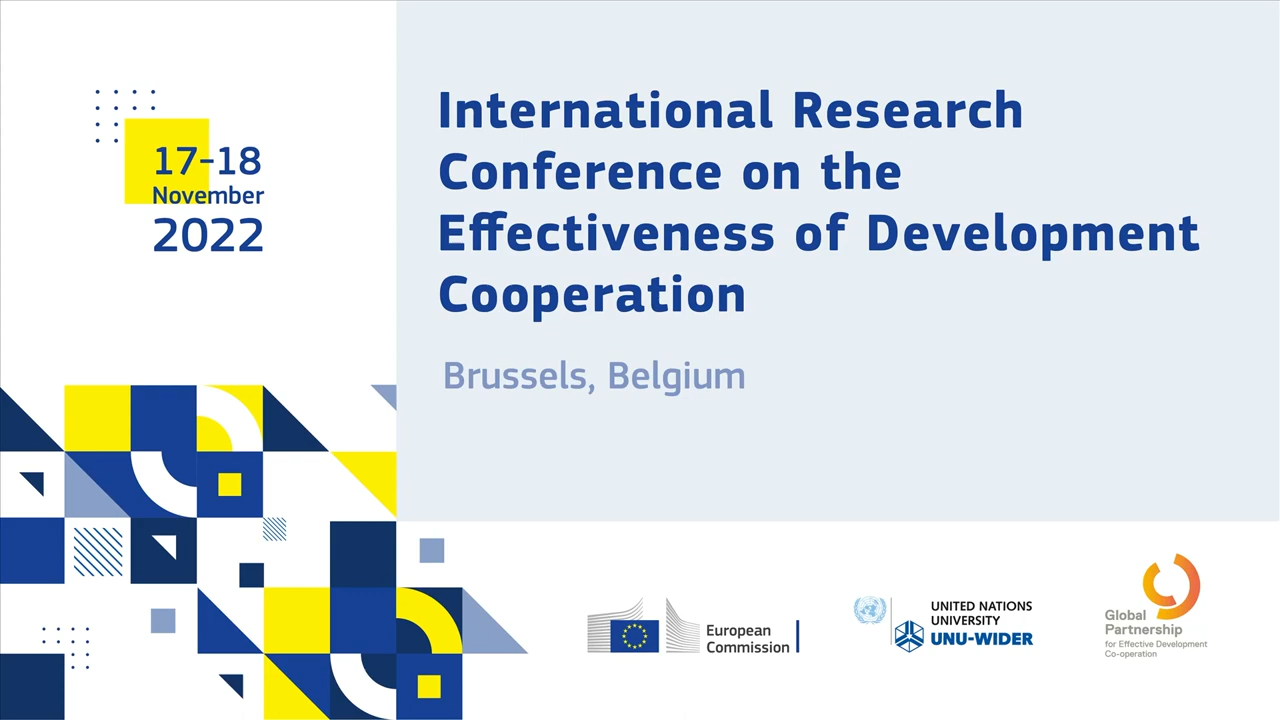 17-18
November
2022
International Research
Conference on the
Effectiveness of Development
Cooperation
Brussels, Belgium
European
Commission
UNITED NATIONS
UNIVERSITY
UNU-WIDER
Global
Partnership
for Effective Development
Co-operation